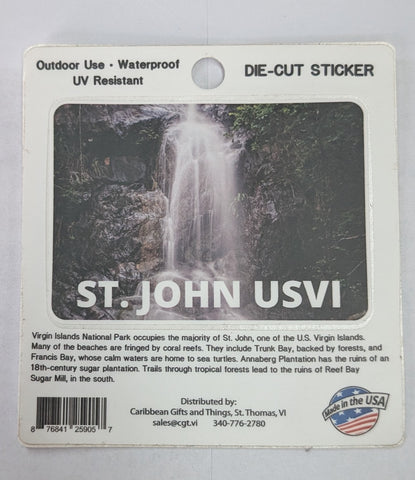 Outdoor Use • Waterproof
UV Resistant
DIE-CUT STICKER
ST. JOHN USVI
Virgin Islands National Park occupies the majority of St. John, one of the U.S. Virgin Islands.
Many of the beaches are fringed by coral reefs. They include Trunk Bay, backed by forests, and
Francis Bay, whose calm waters are home to sea turtles. Annaberg Plantation has the ruins of an
18th-century sugar plantation. Trails through tropical forests lead to the ruins of Reef Bay
Sugar Mill, in the south.
8 76841 25905 7
Distributed by:
Caribbean Gifts and Things, St. Thomas, VI
sales@cgt.vi 340-776-2780
Made in the USA